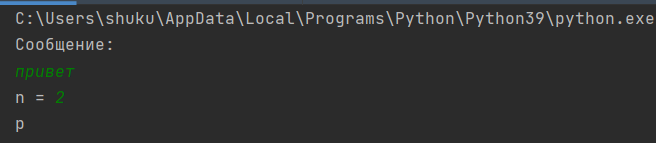 C:\Users\shuku\AppData\Local\Programs\Python\Python39\python.exe
Сообщение:
привет
n = 2
р